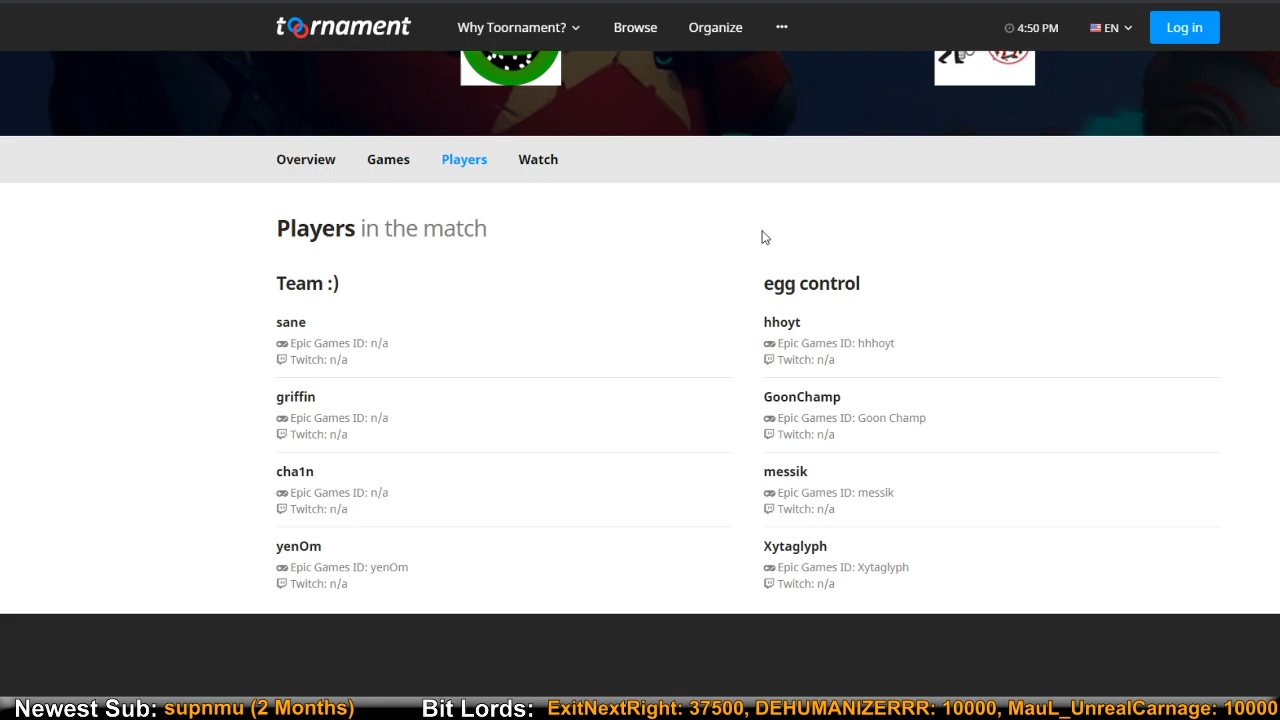 toornament Why Toornament? Browse Organize ••• 4:50 PM EN Log in
Overview Games Players Watch
Players in the match
Team :)
sane
Epic Games ID: n/a
Twitch: n/a
griffin
Epic Games ID: n/a
Twitch: n/a
cha1n
Epic Games ID: n/a
Twitch: n/a
yenOm
Epic Games ID: yenOm
Twitch: n/a
egg control
hhoyt
Epic Games ID: hhhoyt
Twitch: n/a
GoonChamp
Epic Games ID: Goon Champ
Twitch: n/a
messik
Epic Games ID: messik
Twitch: n/a
Xytaglyph
Epic Games ID: Xytaglyph
Twitch: n/a
Newest Sub: supnmu (2 Months) Bit Lords: ExitNextRight: 37500, DEHUMANIZERRR: 10000, MauL_UnrealCarnage: 10000